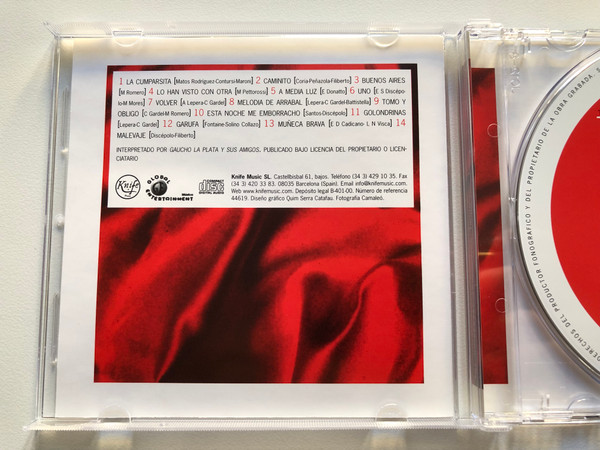 1 LA CUMPARSITA [Matos Rodriguez-Contursi-Maroni] 2 CAMINITO [Coria-Peñazola-Filiberto] 3 BUENOS AIRES
[M Romero] 4 LO HAN VISTO CON OTRA [M Pettoross] 5 A MEDIA LUZ [E Donatto] 6 UNO [E S Discépo-
lo-M Mores] 7 VOLVER [A Lepera-C Gardel] 8 MELODIA DE ARRABAL [Lepera-C Gardel-Battistella] 9 TOMO Y
OBLIGO [C Gardel-M Romero] 10 ESTA NOCHE ME EMBORRACHO [Santos-Discépolo] 11 GOLONDRINAS
[Lepera-C Gardel] 12 GARUFA [Fontaine-Solino Collazo] 13 MUÑECA BRAVA [E D Cadicano- L N Visca] 14
MALEVAJE [Discépolo-Filiberto]
INTERPRETADO POR GAUCHO LA PLATA Y SUS AMIGOS, PUBLICADO BAJO LICENCIA DEL PROPIETARIO O LICEN-
CIATARIO
Knife
GLOBAL
ENTERTAINMENT
COMPACT
disc
DIGITAL AUDIO
Knife Music SL. Castellbisbal 61, bajos. Teléfono (34 3) 429 10 35. Fax
(34 3) 420 33 83. 08035 Barcelona (Spain). Email info@knifemusic.com.
Web www.knifemusic.com. Depósito legal B-401-00. Número de referencia
44619. Diseño gráfico Quim Serra Catafau. Fotografía Camaleó.
DERECHOS DEL PRODUCTOR FONOGRAFICO Y DEL PROPIETARIO DE LA OBRA GRABADA.